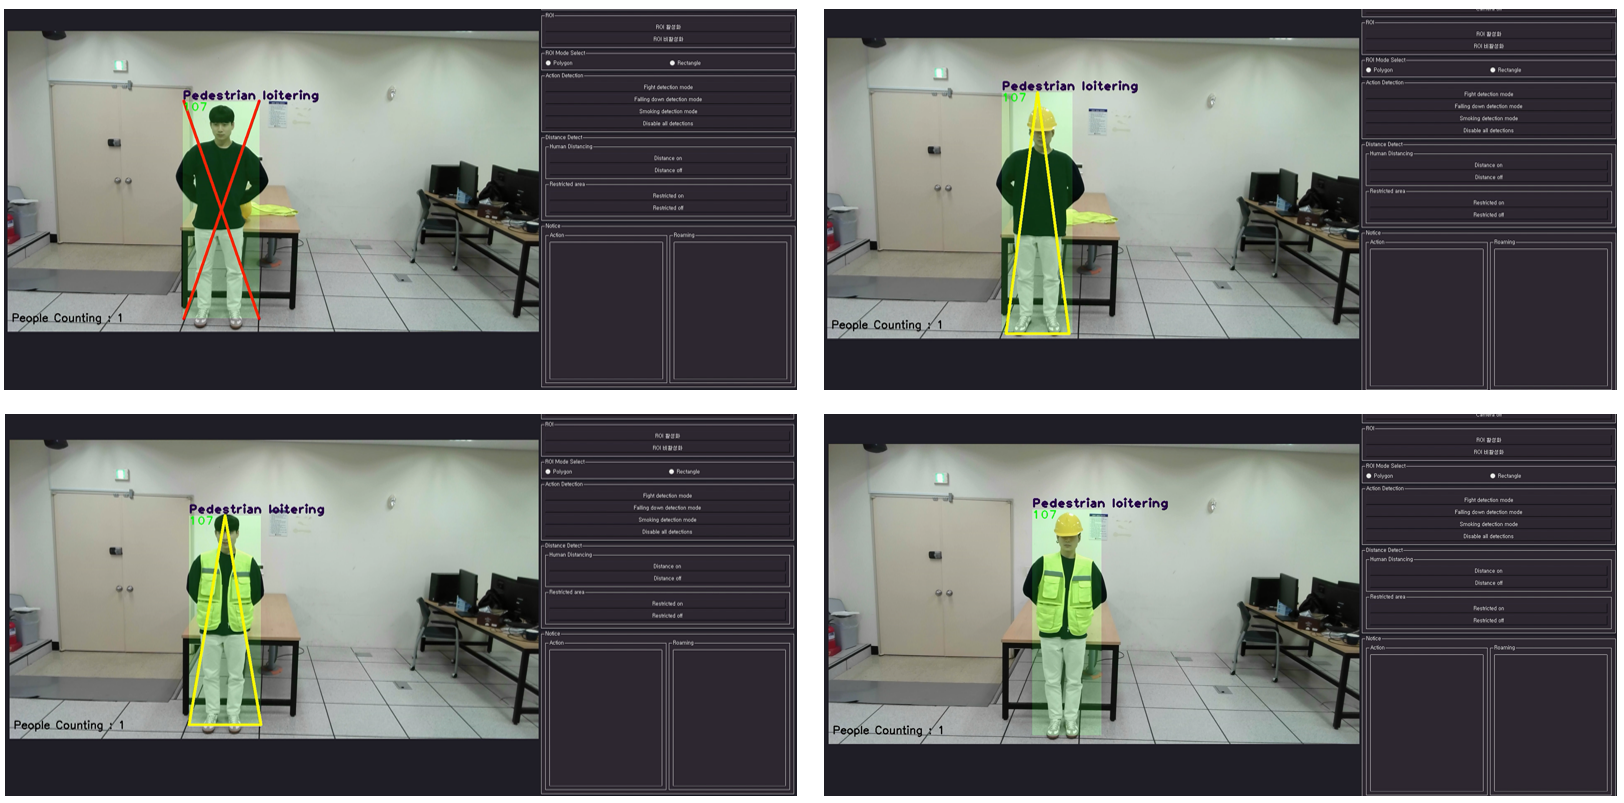 ROI
ROI 활성화
ROI 비활성화
ROI Mode Select
Polygon
Rectangle
Action Detection
Fight detection mode
Falling down detection mode
Smoking detection mode
Disable all detections
Distance Detect
Human Distancing
Distance on
Distance off
Restricted area
Restricted on
Restricted off
Notice
Action
Roaming
Pedestrian loitering
107
People Counting : 1
Camera on
ROI
ROI 활성화
ROI 비활성화
ROI Mode Select
Polygon
Rectangle
Action Detection
Fight detection mode
Falling down detection mode
Smoking detection mode
Disable all detections
Distance Detect
Human Distancing
Distance on
Distance off
Restricted area
Restricted on
Restricted off
Notice
Action
Roaming
Pedestrian loitering
107
People Counting : 1
ROI
ROI 활성화
ROI 비활성화
ROI Mode Select
Polygon
Rectangle
Action Detection
Fight detection mode
Falling down detection mode
Smoking detection mode
Disable all detections
Distance Detect
Human Distancing
Distance on
Distance off
Restricted area
Restricted on
Restricted off
Notice
Action
Roaming
Pedestrian loitering
107
People Counting : 1
Camera on
ROI
ROI 활성화
ROI 비활성화
ROI Mode Select
Polygon
Rectangle
Action Detection
Fight detection mode
Falling down detection mode
Smoking detection mode
Disable all detections
Distance Detect
Human Distancing
Distance on
Distance off
Restricted area
Restricted on
Restricted off
Notice
Action
Roaming
Pedestrian loitering
107
People Counting : 1